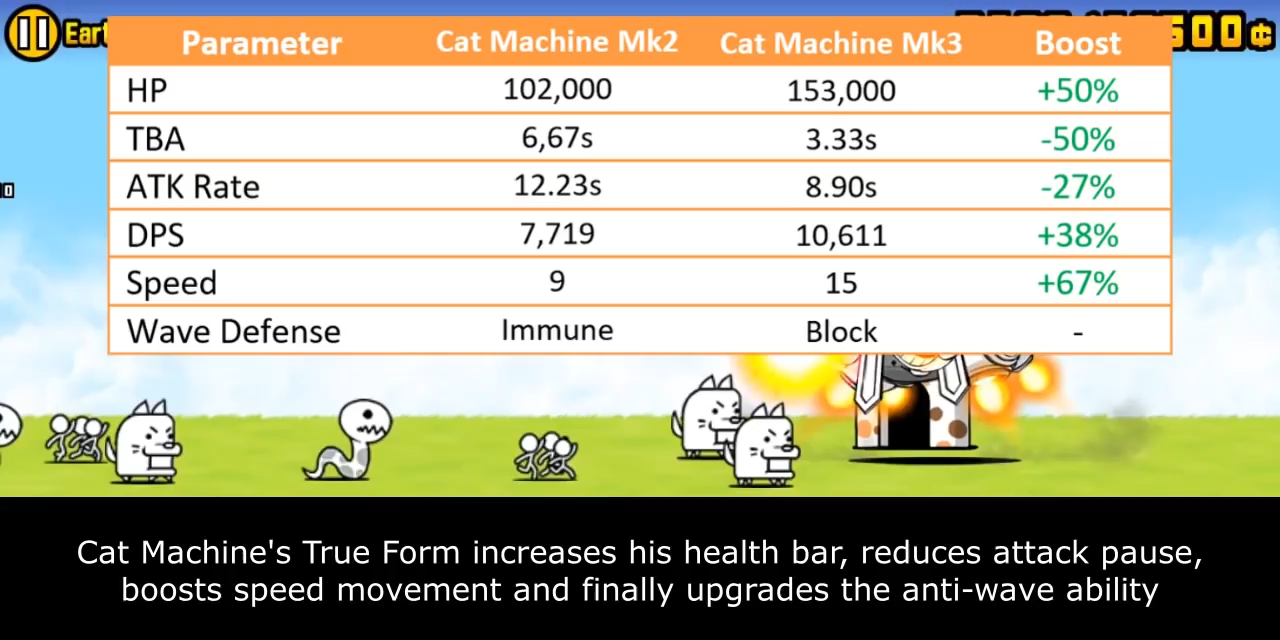 Eart
500¢
Parameter Cat Machine Mk2 Cat Machine Mk3 Boost
HP 102,000 153,000 +50%
TBA 6,67s 3.33s -50%
ATK Rate 12.23s 8.90s -27%
DPS 7,719 10,611 +38%
Speed 9 15 +67%
Wave Defense Immune Block -
Cat Machine's True Form increases his health bar, reduces attack pause,
boosts speed movement and finally upgrades the anti-wave ability